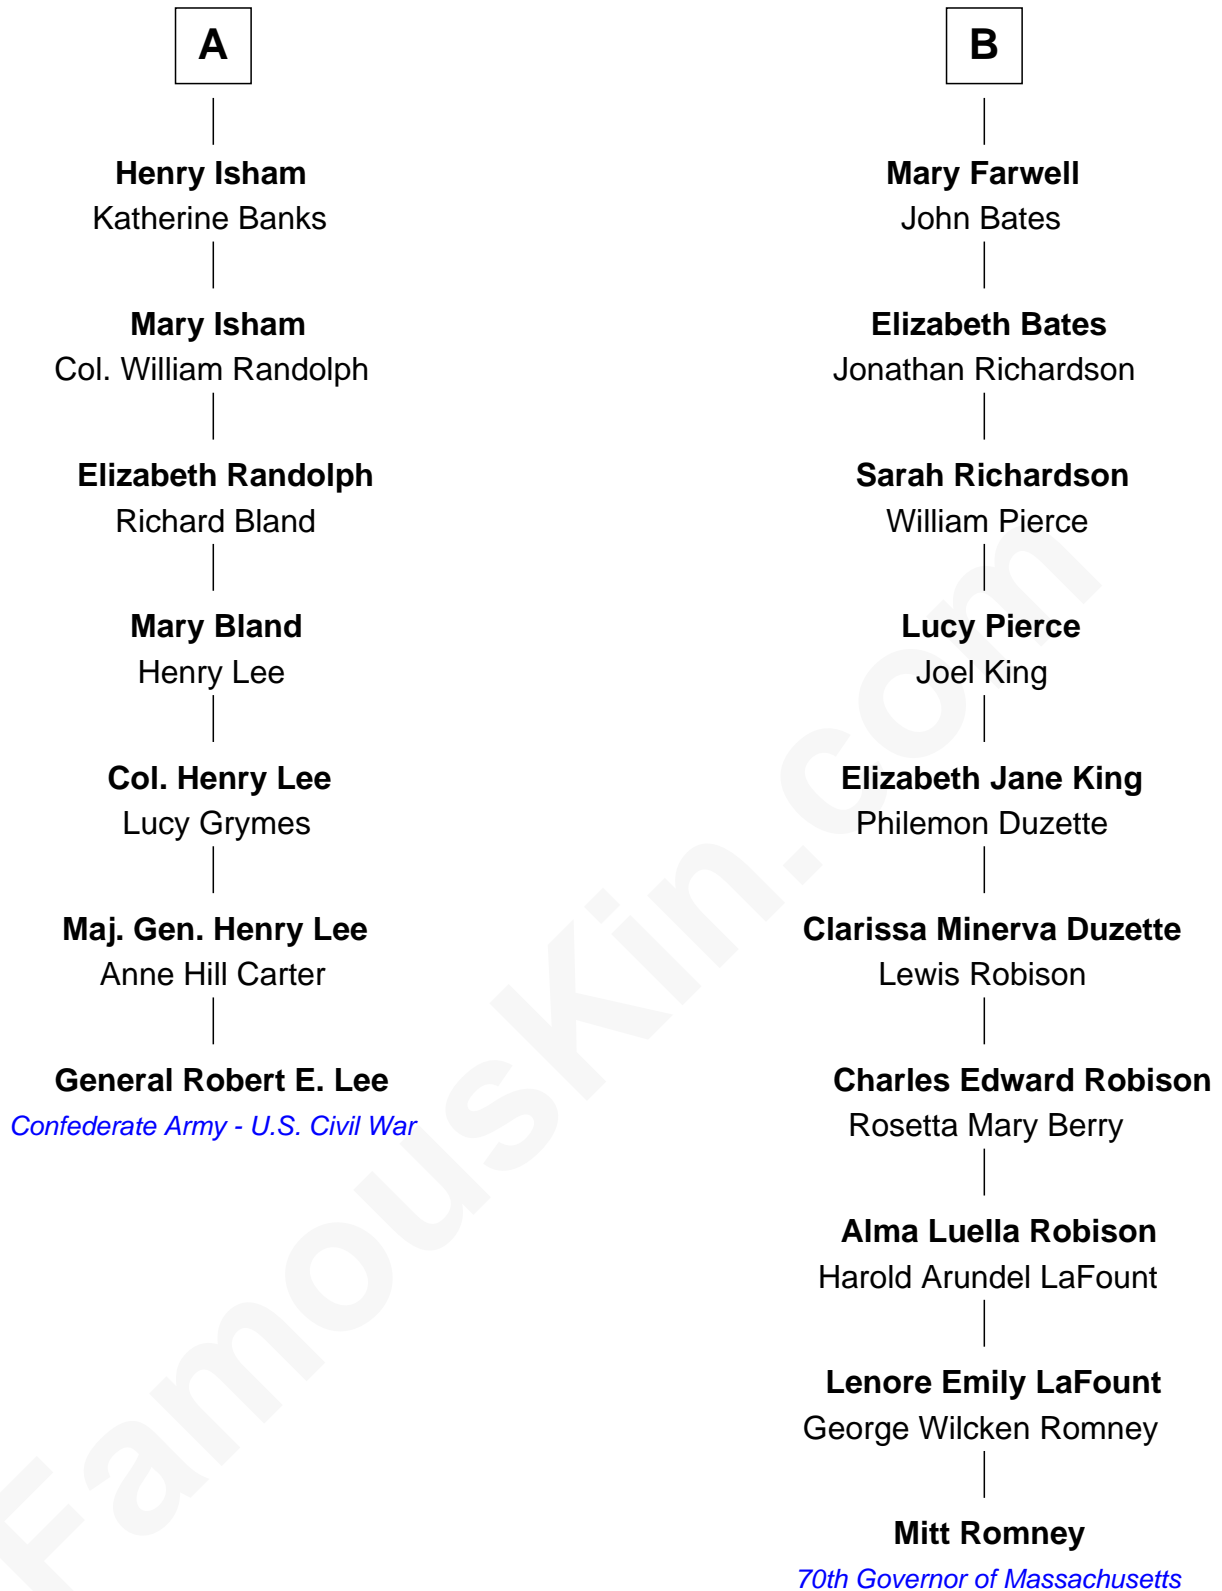 A
Henry Isham
Katherine Banks
Mary Isham
Col. William Randolph
Elizabeth Randolph
Richard Bland
Mary Bland
Henry Lee
Col. Henry Lee
Lucy Grymes
Maj. Gen. Henry Lee
Anne Hill Carter
General Robert E. Lee
Confederate Army - U.S. Civil War
B
Mary Farwell
John Bates
Elizabeth Bates
Jonathan Richardson
Sarah Richardson
William Pierce
Lucy Pierce
Joel King
Elizabeth Jane King
Philemon Duzette
Clarissa Minerva Duzette
Lewis Robison
Charles Edward Robison
Rosetta Mary Berry
Alma Luella Robison
Harold Arundel LaFount
Lenore Emily LaFount
George Wilcken Romney
Mitt Romney
70th Governor of Massachusetts
FamousKin.com